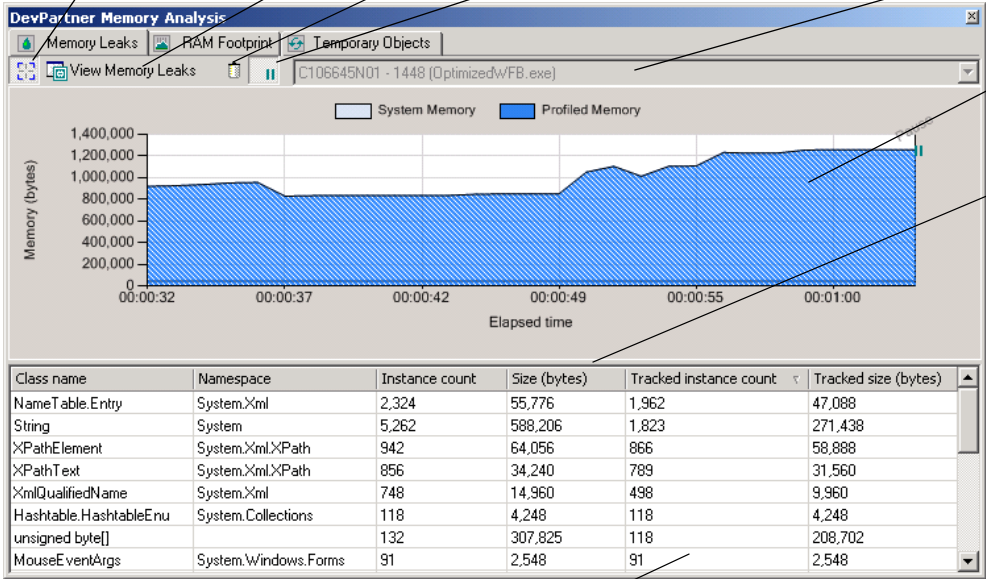 DevPartner Memory Analysis
Memory Leaks RAM Footprint Temporary Objects
View Memory Leaks C106645N01 - 1448 (OptimizedWFB.exe)
System Memory Profiled Memory
Pause
1,400,000
1,200,000
1,000,000
800,000
600,000
400,000
200,000
0
Memory (bytes)
00:00:32 00:00:37 00:00:42 00:00:49 00:00:55 00:01:00
Elapsed time
Class name Namespace Instance count Size (bytes) Tracked instance count Tracked size (bytes)
NameTable.Entry System.Xml 2,324 55,776 1,962 47,088
String System 5,262 588,206 1,823 271,438
XPathElement System.Xml.XPath 942 64,056 866 58,888
XPathText System.Xml.XPath 856 34,240 789 31,560
XmlQualifiedName System.Xml 748 14,960 498 9,960
Hashtable.HashtableEnu System.Collections 118 4,248 118 4,248
unsigned byte[] 132 307,825 118 208,702
MouseEventArgs System.Windows.Forms 91 2,548 91 2,548